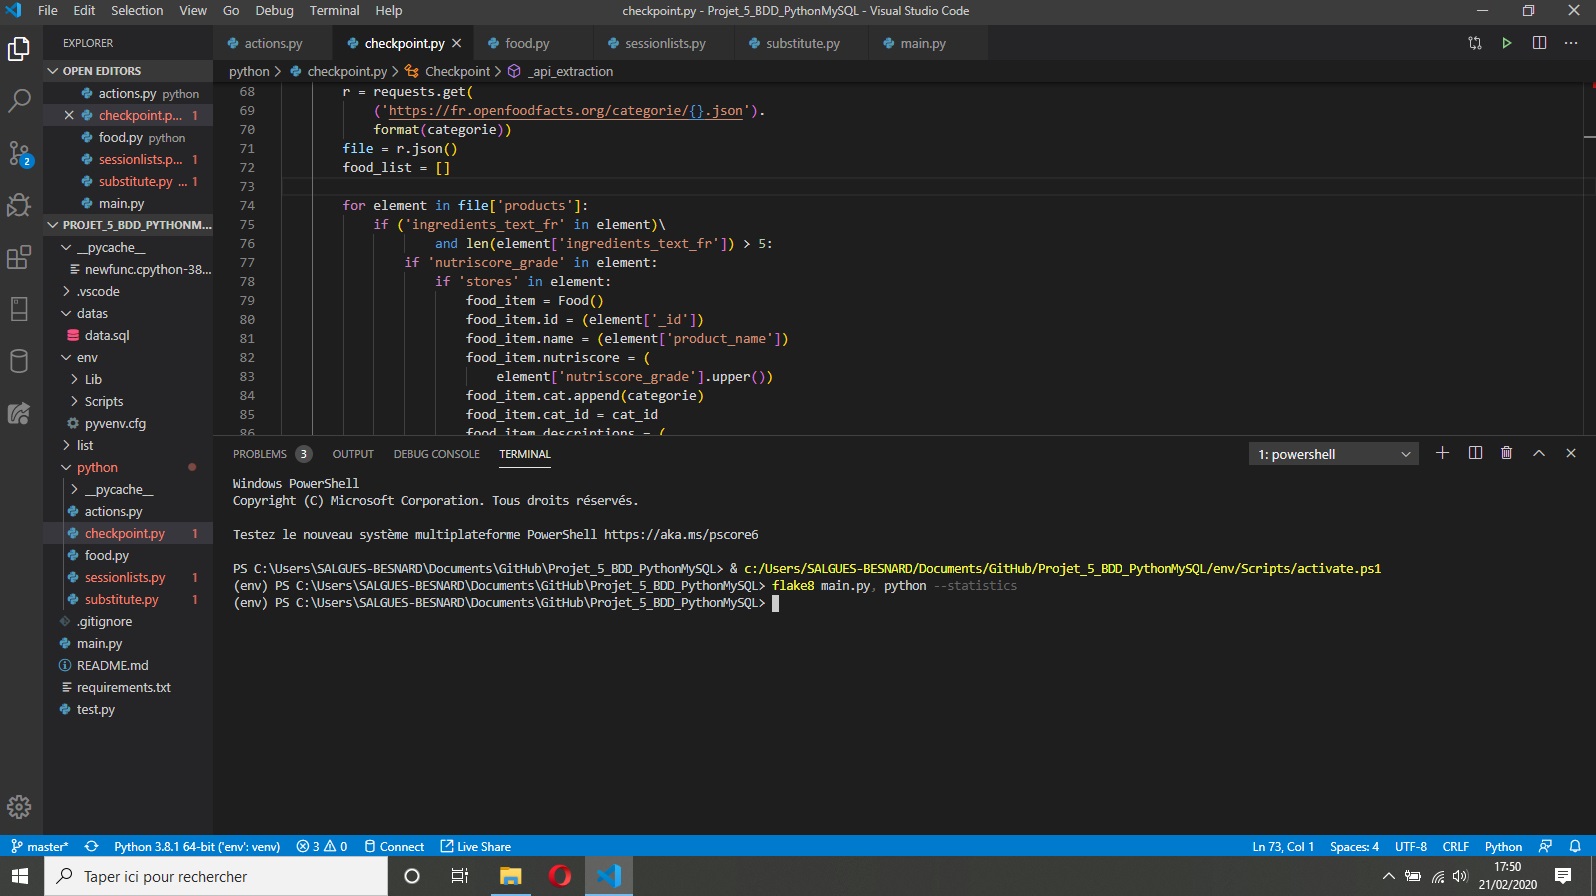 File Edit Selection View Go Debug Terminal Help
checkpoint.py - Projet_5_BDD_PythonMySQL - Visual Studio Code
EXPLORER
OPEN EDITORS
actions.py python
checkpoint.p... 1
food.py python
sessionlists.p... 1
substitute.py ... 1
main.py
PROJET_5_BDD_PYTHONM...
__pycache__
newfunc.cpython-38...
.vscode
datas
data.sql
env
Lib
Scripts
pyvenv.cfg
list
python
__pycache__
actions.py
checkpoint.py 1
food.py
sessionlists.py 1
substitute.py 1
.gitignore
main.py
README.md
requirements.txt
test.py
2
actions.py checkpoint.py food.py sessionlists.py substitute.py main.py
python > checkpoint.py > Checkpoint > _api_extraction
68 r = requests.get(
69 ('https://fr.openfoodfacts.org/categorie/{}.json').
70 format(categorie))
71 file = r.json()
72 food_list = []
73
74 for element in file['products']:
75 if ('ingredients_text_fr' in element)\
76 and len(element['ingredients_text_fr']) > 5:
77 if 'nutriscore_grade' in element:
78 if 'stores' in element:
79 food_item = Food()
80 food_item.id = (element['_id'])
81 food_item.name = (element['product_name'])
82 food_item.nutriscore = (
83 element['nutriscore_grade'].upper())
84 food_item.cat.append(categorie)
85 food_item.cat_id = cat_id
86 food_item.descriptions = (
PROBLEMS 3 OUTPUT DEBUG CONSOLE TERMINAL
1: powershell
Windows PowerShell
Copyright (C) Microsoft Corporation. Tous droits réservés.
Testez le nouveau système multiplateforme PowerShell https://aka.ms/pscore6
PS C:\Users\SALGUES-BESNARD\Documents\GitHub\Projet_5_BDD_PythonMySQL> & c:/Users/SALGUES-BESNARD/Documents/GitHub/Projet_5_BDD_PythonMySQL/env/Scripts/activate.ps1
(env) PS C:\Users\SALGUES-BESNARD\Documents\GitHub\Projet_5_BDD_PythonMySQL> flake8 main.py, python --statistics
(env) PS C:\Users\SALGUES-BESNARD\Documents\GitHub\Projet_5_BDD_PythonMySQL>
master* Python 3.8.1 64-bit ('env': venv) 3 0 Connect Live Share
Ln 73, Col 1 Spaces: 4 UTF-8 CRLF Python
Taper ici pour rechercher
17:50
21/02/2020